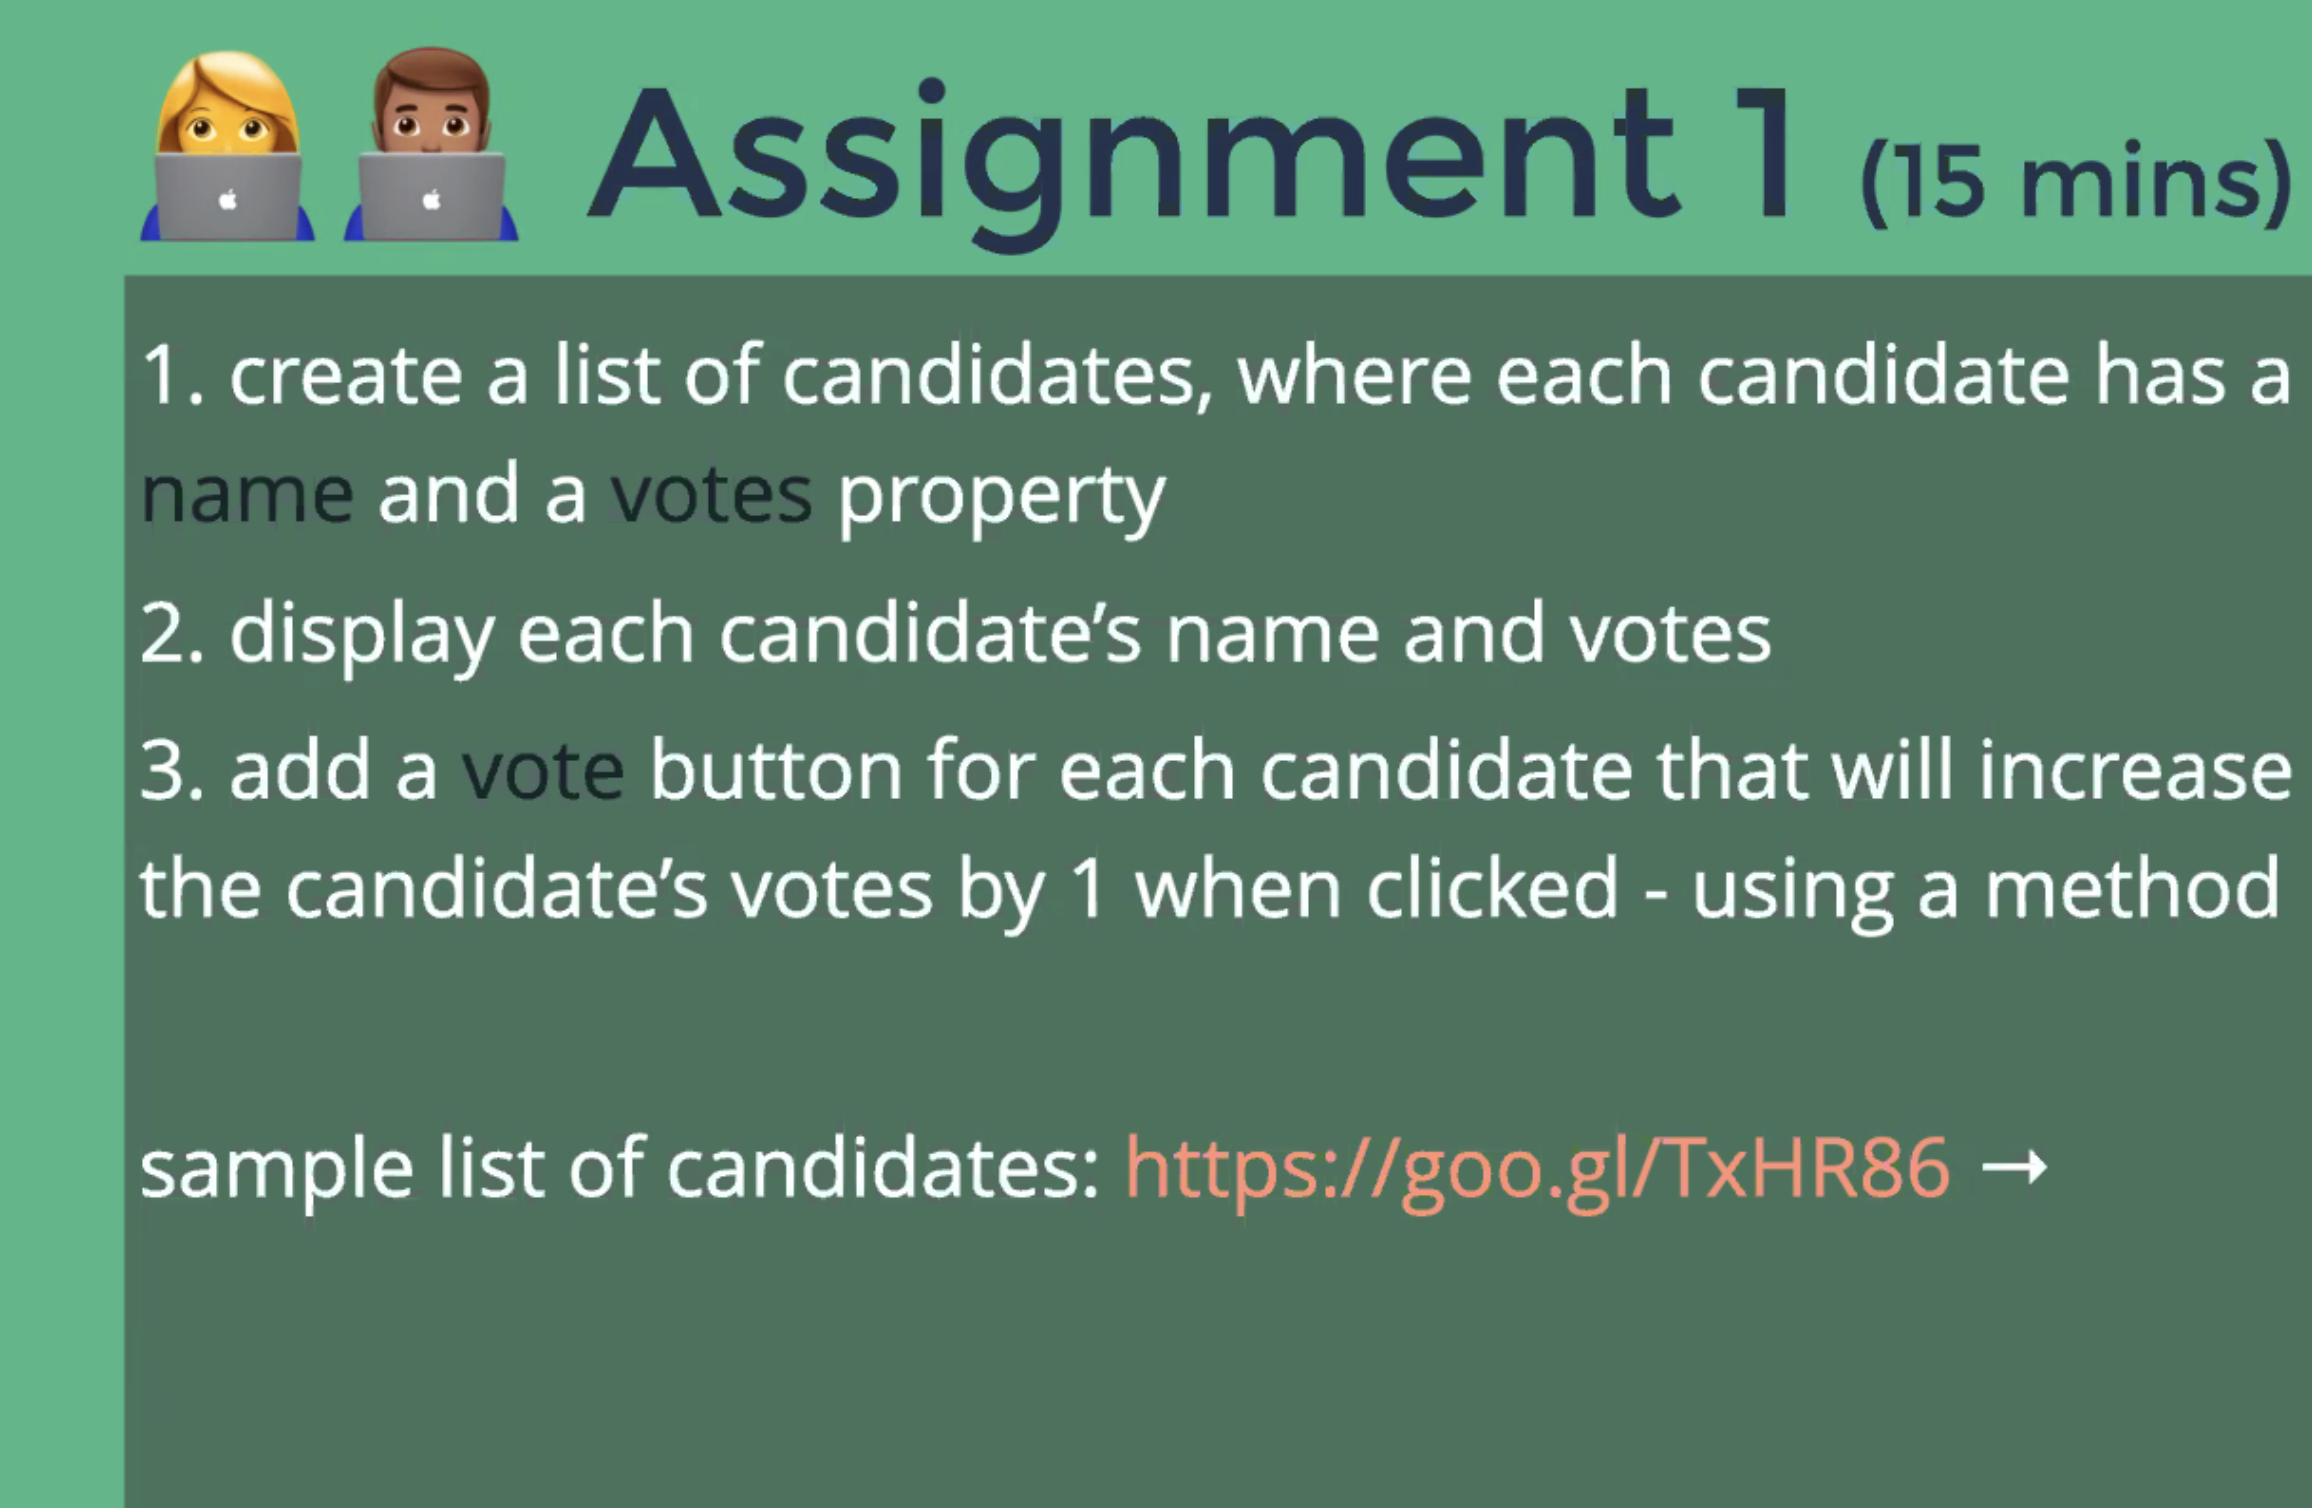 Assignment 1 (15 mins)
1. create a list of candidates, where each candidate has a
name and a votes property
2. display each candidate’s name and votes
3. add a vote button for each candidate that will increase
the candidate’s votes by 1 when clicked - using a method
sample list of candidates: https://goo.gl/TxHR86 →